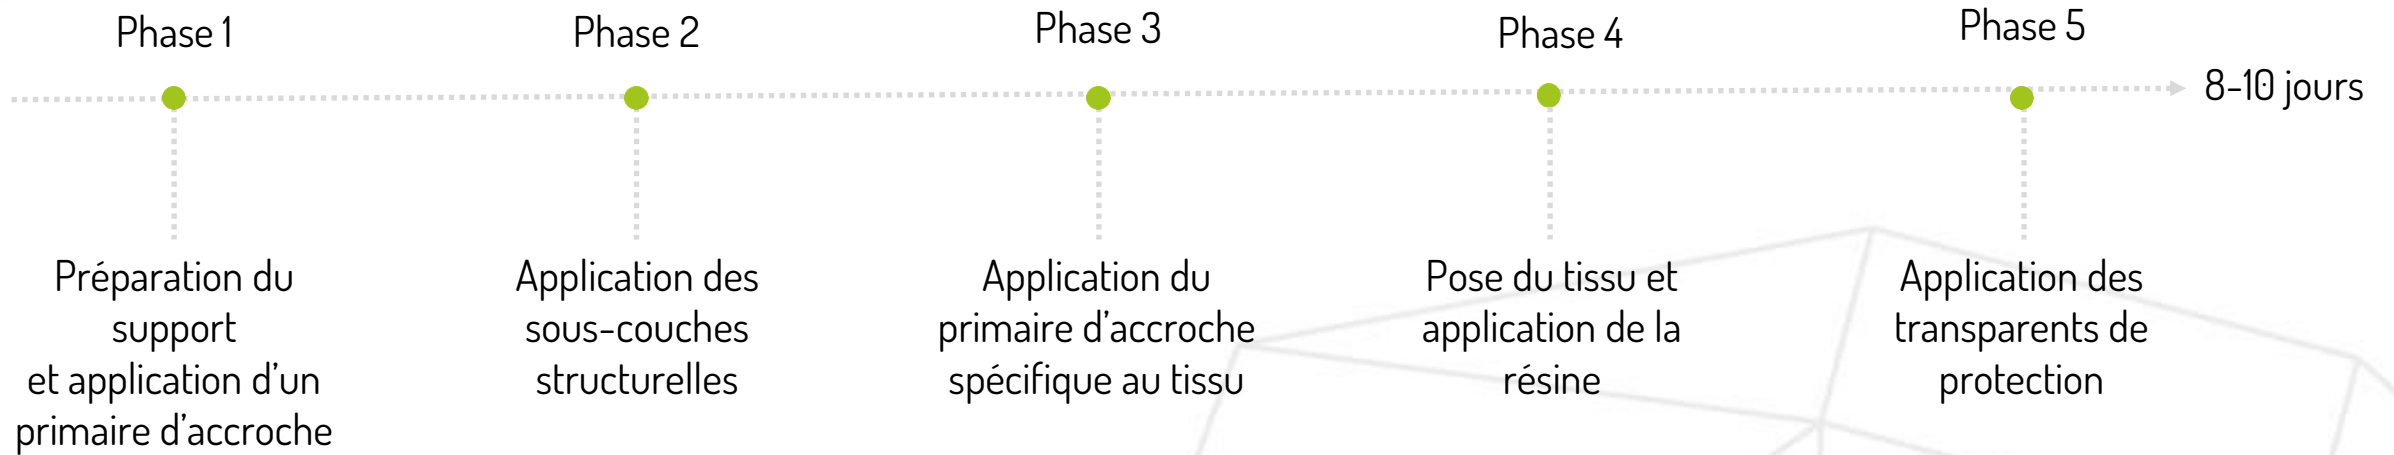 Phase 1
Phase 2
Phase 3
Phase 4
Phase 5
8-10 jours
Préparation du
support
et application d’un
primaire d’accroche
Application des
sous-couches
structurelles
Application du
primaire d’accroche
spécifique au tissu
Pose du tissu et
application de la
résine
Application des
transparents de
protection